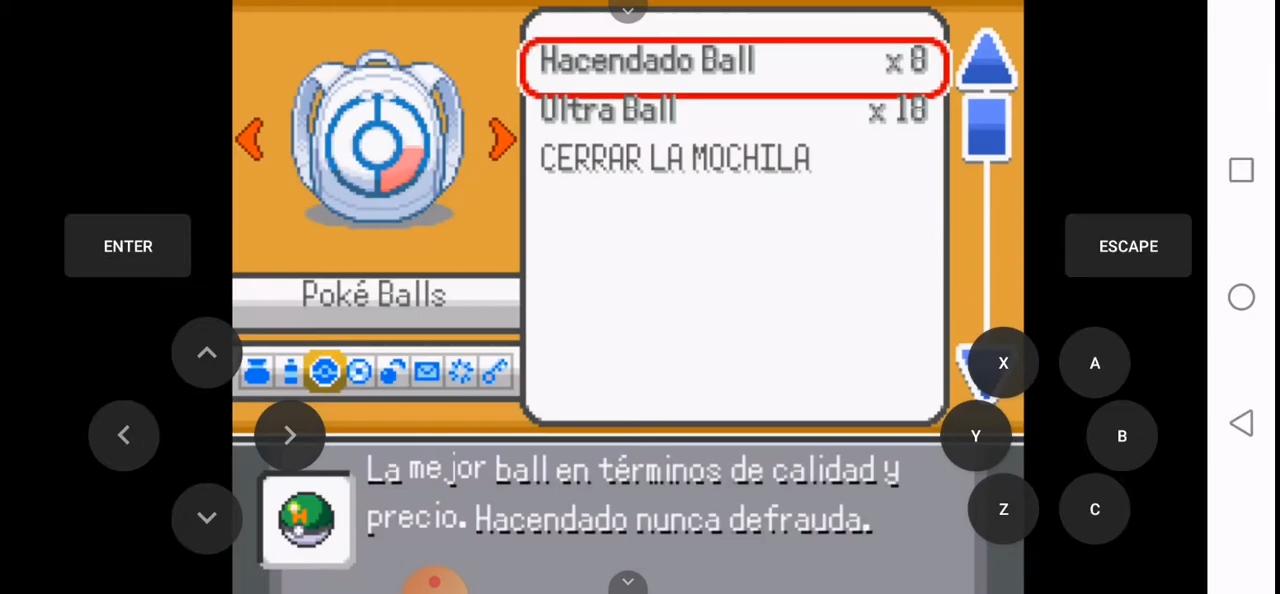 Hacendado Ball x 8
Ultra Ball x 18
CERRAR LA MOCHILA
ENTER
ESCAPE
Poké Balls
X
A
Y
B
Z
C
La mejor ball en términos de calidad y
precio. Hacendado nunca defrauda.
H